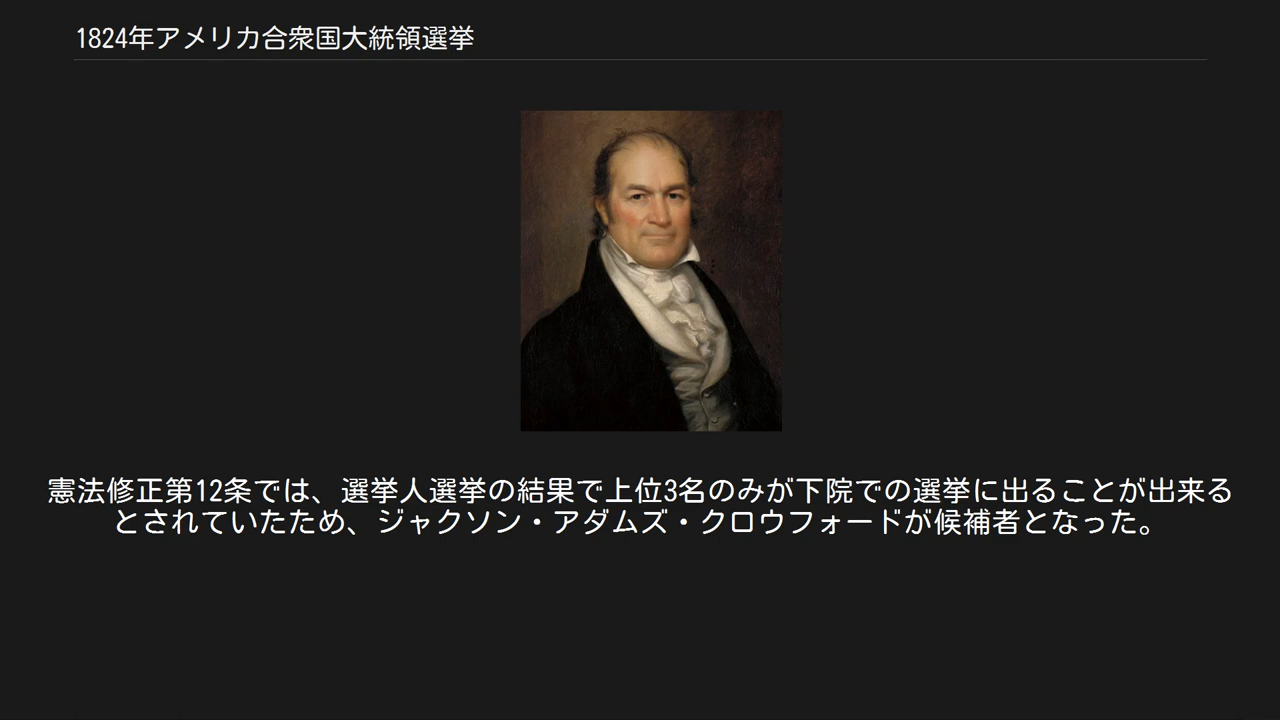 1824年アメリカ合衆国大統領選挙
憲法修正第12条では、選挙人選挙の結果で上位3名のみが下院での選挙に出ることが出来る
とされていたため、ジャクソン・アダムズ・クロウフォードが候補者となった。